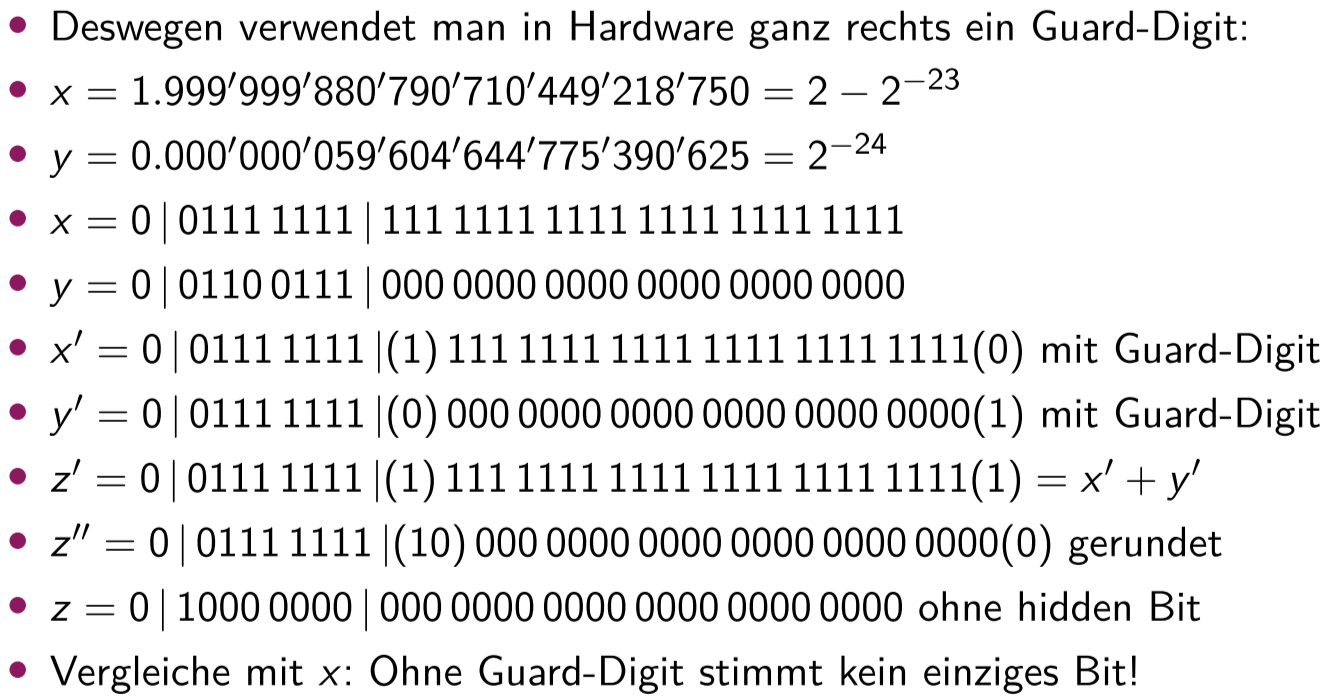 • Deswegen verwendet man in Hardware ganz rechts ein Guard-Digit:
• x = 1.999′999′880′790′710′449′218′750 = 2 − 2⁻²³
• y = 0.000′000′059′604′644′775′390′625 = 2⁻²⁴
• x = 0 | 0111 1111 | 111 1111 1111 1111 1111 1111
• y = 0 | 0110 0111 | 000 0000 0000 0000 0000 0000
• x′ = 0 | 0111 1111 |(1) 111 1111 1111 1111 1111 1111(0) mit Guard-Digit
• y′ = 0 | 0111 1111 |(0) 000 0000 0000 0000 0000 0000(1) mit Guard-Digit
• z′ = 0 | 0111 1111 |(1) 111 1111 1111 1111 1111 1111(1) = x′ + y′
• z″ = 0 | 0111 1111 |(10) 000 0000 0000 0000 0000 0000(0) gerundet
• z = 0 | 1000 0000 | 000 0000 0000 0000 0000 0000 ohne hidden Bit
• Vergleiche mit x: Ohne Guard-Digit stimmt kein einziges Bit!